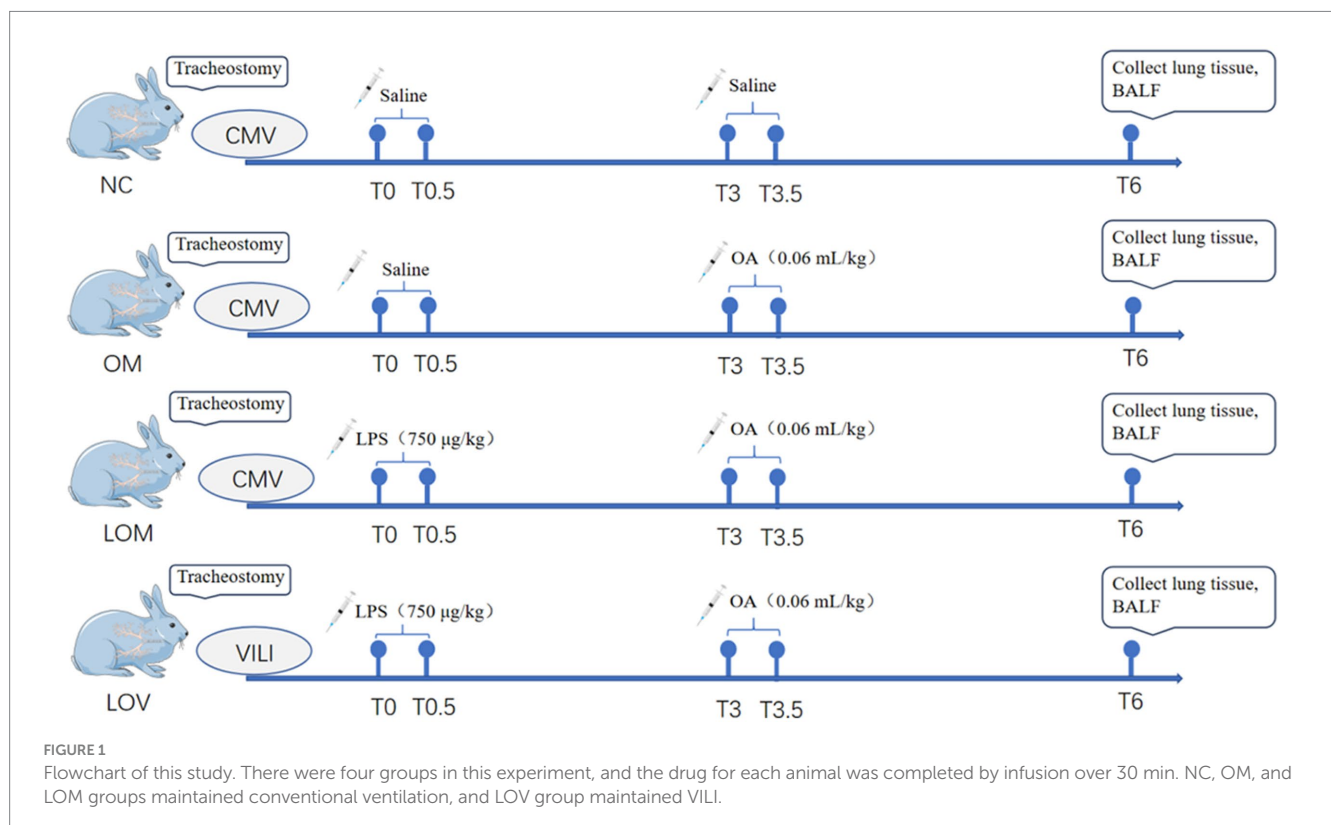 Tracheostomy
CMV
NC
Saline
T0 T0.5
Saline
T3 T3.5
Collect lung tissue,
BALF
T6
Tracheostomy
CMV
OM
Saline
T0 T0.5
OA（0.06 mL/kg）
T3 T3.5
Collect lung tissue,
BALF
T6
Tracheostomy
CMV
LOM
LPS（750 μg/kg）
T0 T0.5
OA（0.06 mL/kg）
T3 T3.5
Collect lung tissue,
BALF
T6
Tracheostomy
VILI
LOV
LPS（750 μg/kg）
T0 T0.5
OA（0.06 mL/kg）
T3 T3.5
Collect lung tissue,
BALF
T6
FIGURE 1
Flowchart of this study. There were four groups in this experiment, and the drug for each animal was completed by infusion over 30 min. NC, OM, and
LOM groups maintained conventional ventilation, and LOV group maintained VILI.